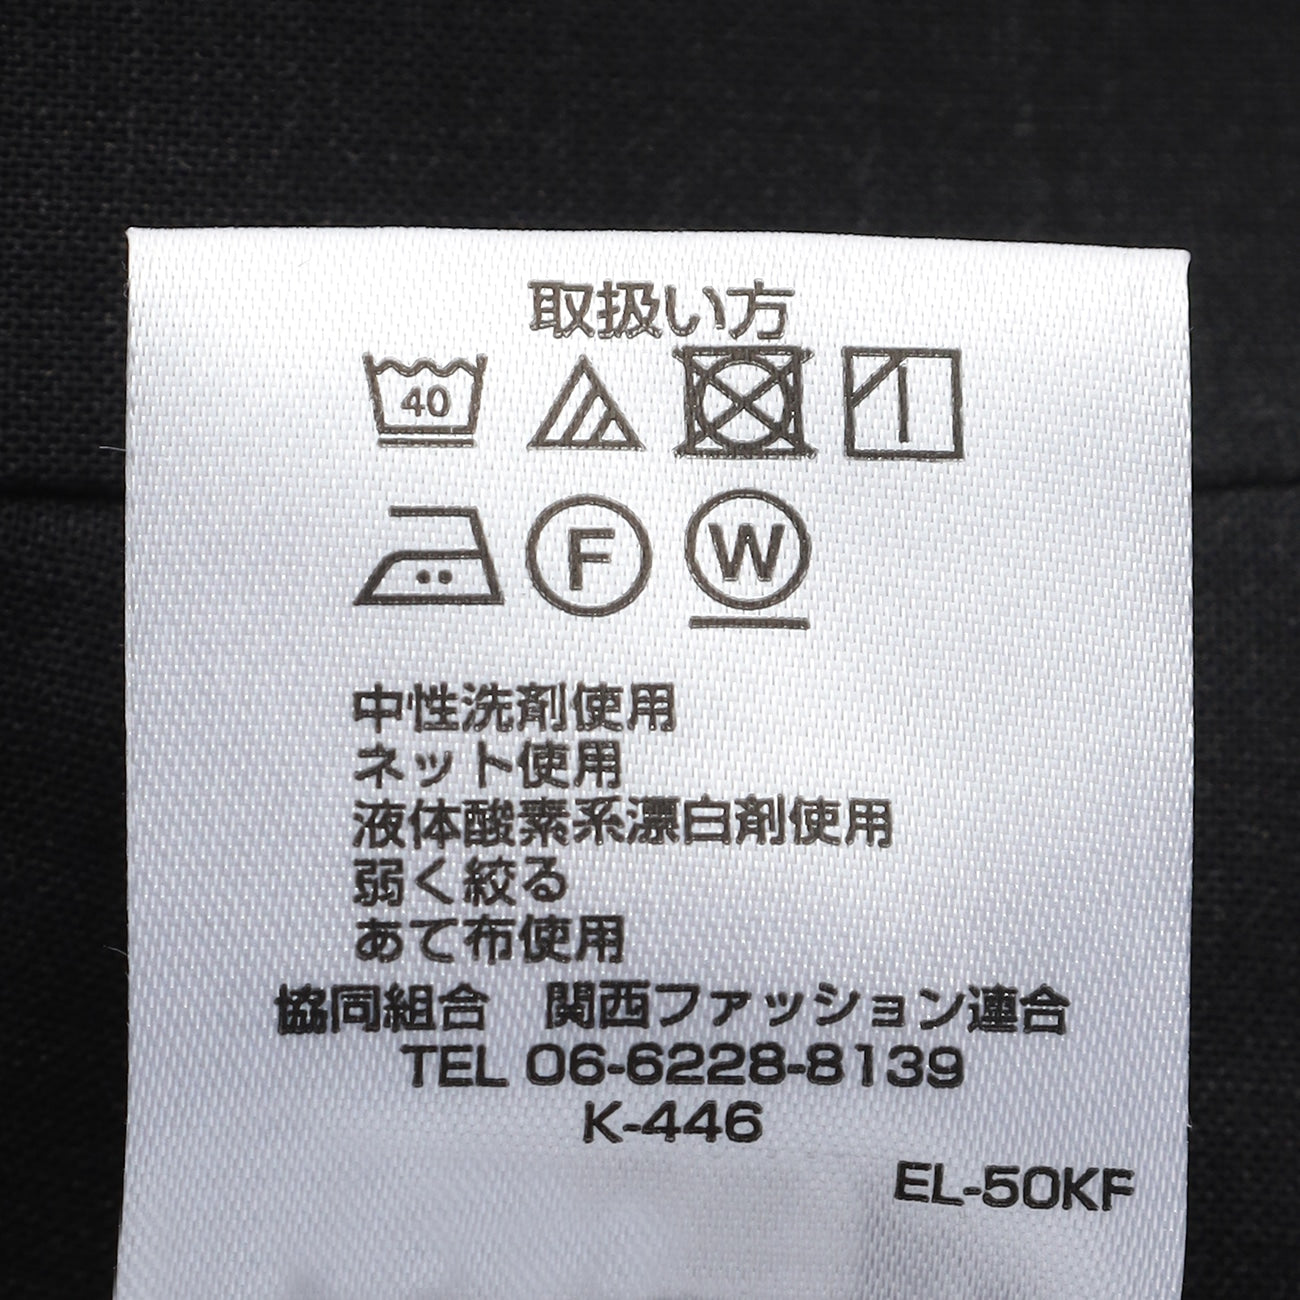 取扱い方
40
F W
中性洗剤使用
ネット使用
液体酸素系漂白剤使用
弱く絞る
あて布使用
協同組合　関西ファッション連合
TEL 06-6228-8139
K-446
EL-50KF